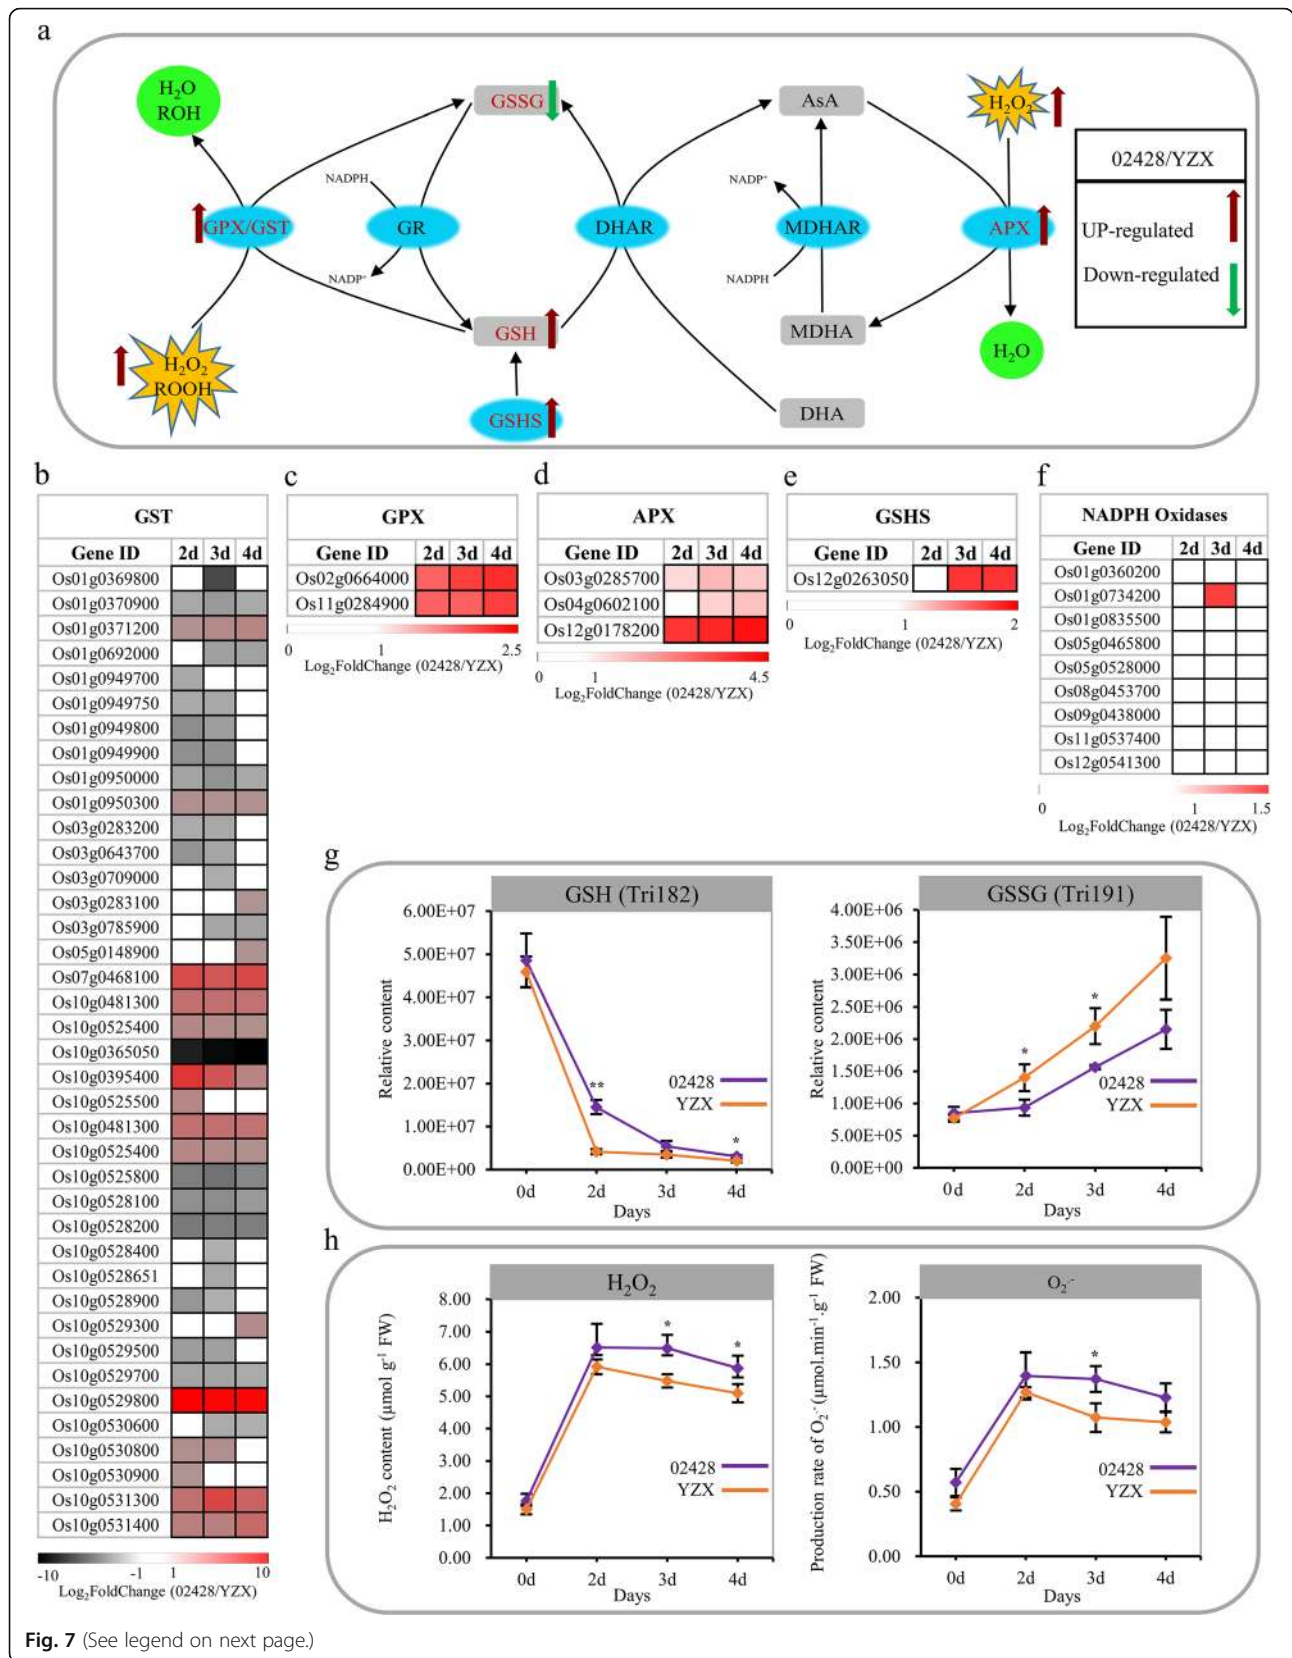 a
H₂O
ROH
GSSG
AsA
H₂O₂
02428/YZX
UP-regulated
Down-regulated
NADPH
NADP⁺
GPX/GST
GR
DHAR
MDHAR
APX
NADP⁺
NADPH
GSH
MDHA
H₂O
H₂O₂
ROOH
GSHS
DHA
b
GST
Gene ID 2d 3d 4d
Os01g0369800
Os01g0370900
Os01g0371200
Os01g0692000
Os01g0949700
Os01g0949750
Os01g0949800
Os01g0949900
Os01g0950000
Os01g0950300
Os03g0283200
Os03g0643700
Os03g0709000
Os03g0283100
Os03g0785900
Os05g0148900
Os07g0468100
Os10g0481300
Os10g0525400
Os10g0365050
Os10g0395400
Os10g0525500
Os10g0481300
Os10g0525400
Os10g0525800
Os10g0528100
Os10g0528200
Os10g0528400
Os10g0528651
Os10g0528900
Os10g0529300
Os10g0529500
Os10g0529700
Os10g0529800
Os10g0530600
Os10g0530800
Os10g0530900
Os10g0531300
Os10g0531400
-10 -1 1 10
Log₂FoldChange (02428/YZX)
c
GPX
Gene ID 2d 3d 4d
Os02g0664000
Os11g0284900
0 1 2.5
Log₂FoldChange (02428/YZX)
d
APX
Gene ID 2d 3d 4d
Os03g0285700
Os04g0602100
Os12g0178200
0 1 4.5
Log₂FoldChange (02428/YZX)
e
GSHS
Gene ID 2d 3d 4d
Os12g0263050
0 1 2
Log₂FoldChange (02428/YZX)
f
NADPH Oxidases
Gene ID 2d 3d 4d
Os01g0360200
Os01g0734200
Os01g0835500
Os05g0465800
Os05g0528000
Os08g0453700
Os09g0438000
Os11g0537400
Os12g0541300
0 1 1.5
Log₂FoldChange (02428/YZX)
g
GSH (Tri182)
Relative content
6.00E+07
5.00E+07
4.00E+07
3.00E+07
2.00E+07
1.00E+07
0.00E+00
**
*
02428
YZX
0d 2d 3d 4d
Days
GSSG (Tri191)
Relative content
4.00E+06
3.50E+06
3.00E+06
2.50E+06
2.00E+06
1.50E+06
1.00E+06
5.00E+05
0.00E+00
*
*
02428
YZX
0d 2d 3d 4d
Days
h
H₂O₂
H₂O₂ content (μmol g⁻¹ FW)
8.00
7.00
6.00
5.00
4.00
3.00
2.00
1.00
0.00
*
*
02428
YZX
0d 2d 3d 4d
Days
O₂·⁻
Production rate of O₂·⁻ (μmol.min⁻¹.g⁻¹ FW)
2.00
1.50
1.00
0.50
0.00
*
02428
YZX
0d 2d 3d 4d
Days
Fig. 7 (See legend on next page.)